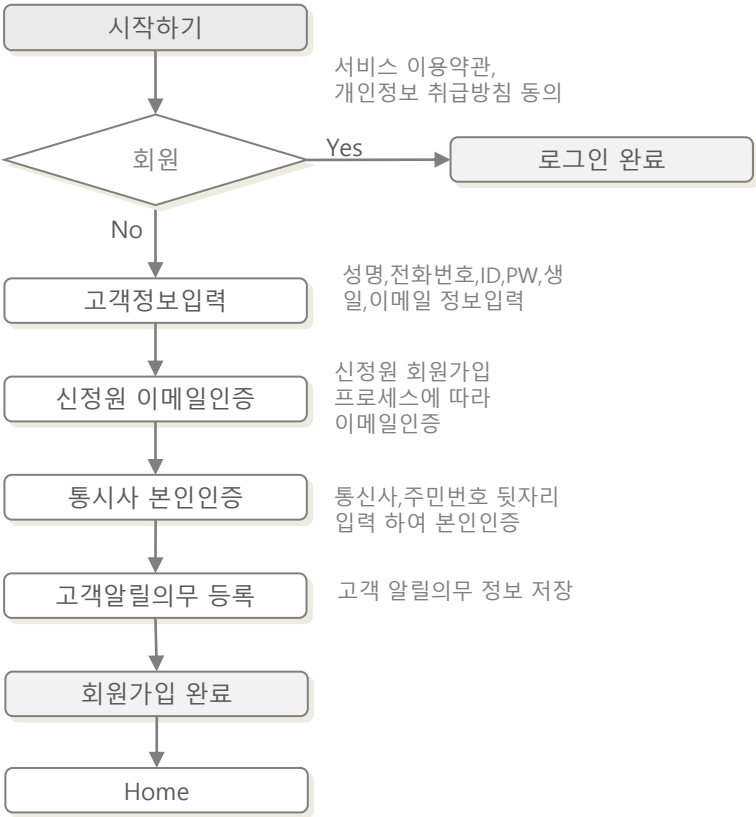 시작하기
서비스 이용약관,
개인정보 취급방침 동의
회원
Yes
로그인 완료
No
고객정보입력
성명,전화번호,ID,PW,생
일,이메일 정보입력
신정원 이메일인증
신정원 회원가입
프로세스에 따라
이메일인증
통시사 본인인증
통신사,주민번호 뒷자리
입력 하여 본인인증
고객알릴의무 등록
고객 알릴의무 정보 저장
회원가입 완료
Home